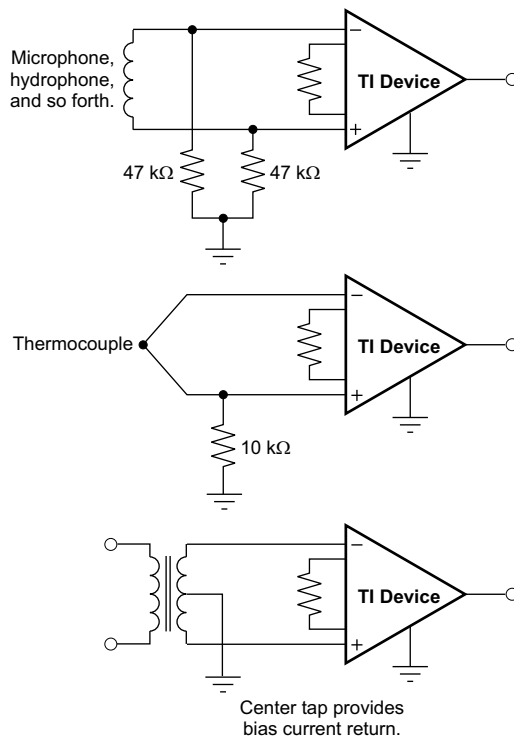 Microphone,
hydrophone,
and so forth.
−
TI Device
+
47 kΩ
47 kΩ
−
Thermocouple
TI Device
+
10 kΩ
−
TI Device
+
Center tap provides
bias current return.